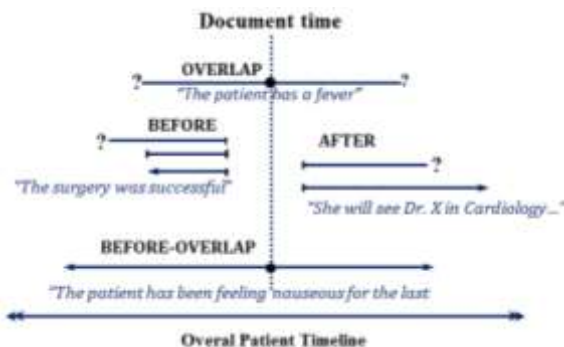 Document time
OVERLAP
? ?
"The patient has a fever"
BEFORE
?
AFTER
?
"The surgery was successful"
"She will see Dr. X in Cardiology..."
BEFORE-OVERLAP
"The patient has been feeling nauseous for the last
Overal Patient Timeline